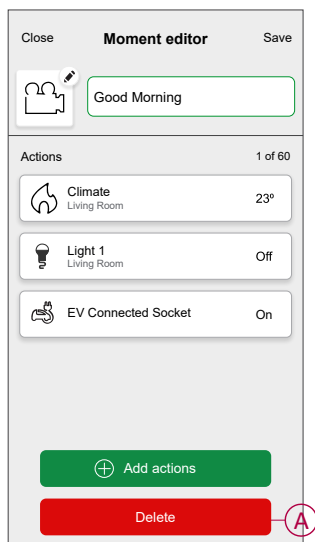 Close Moment editor Save
Good Morning
Actions 1 of 60
Climate
Living Room
23º
Light 1
Living Room
Off
EV Connected Socket On
Add actions
Delete
A